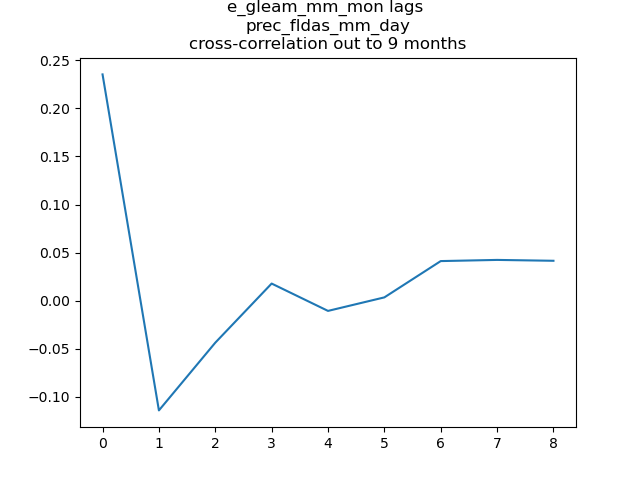 e_gleam_mm_mon lags
prec_fldas_mm_day
cross-correlation out to 9 months
0.25
0.20
0.15
0.10
0.05
0.00
−0.05
−0.10
0 1 2 3 4 5 6 7 8